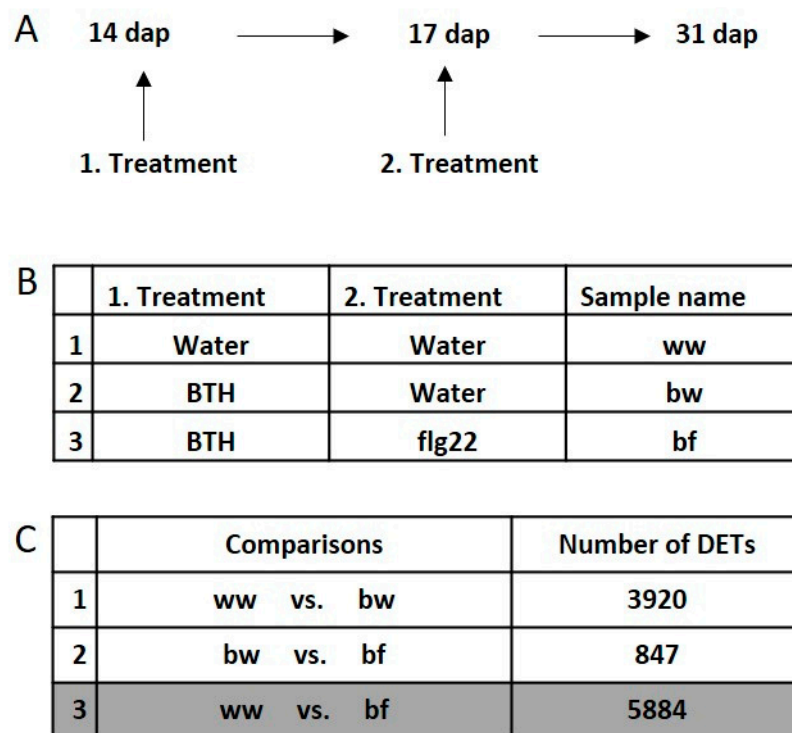 A
14 dap 17 dap 31 dap
1. Treatment 2. Treatment
B
1. Treatment 2. Treatment Sample name
1 Water Water ww
2 BTH Water bw
3 BTH flg22 bf
C
Comparisons Number of DETs
1 ww vs. bw 3920
2 bw vs. bf 847
3 ww vs. bf 5884